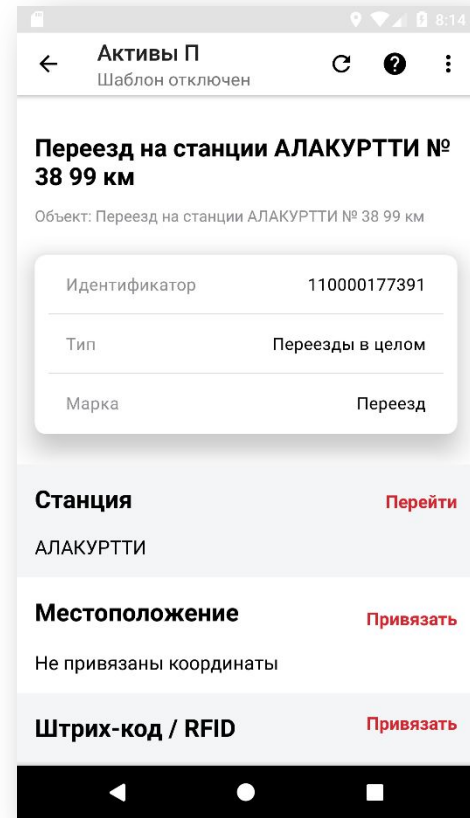 8:14
Активы П
Шаблон отключен
Переезд на станции АЛАКУРТТИ №
38 99 км
Объект: Переезд на станции АЛАКУРТТИ № 38 99 км
Идентификатор 110000177391
Тип Переезды в целом
Марка Переезд
Станция Перейти
АЛАКУРТТИ
Местоположение Привязать
Не привязаны координаты
Штрих-код / RFID Привязать